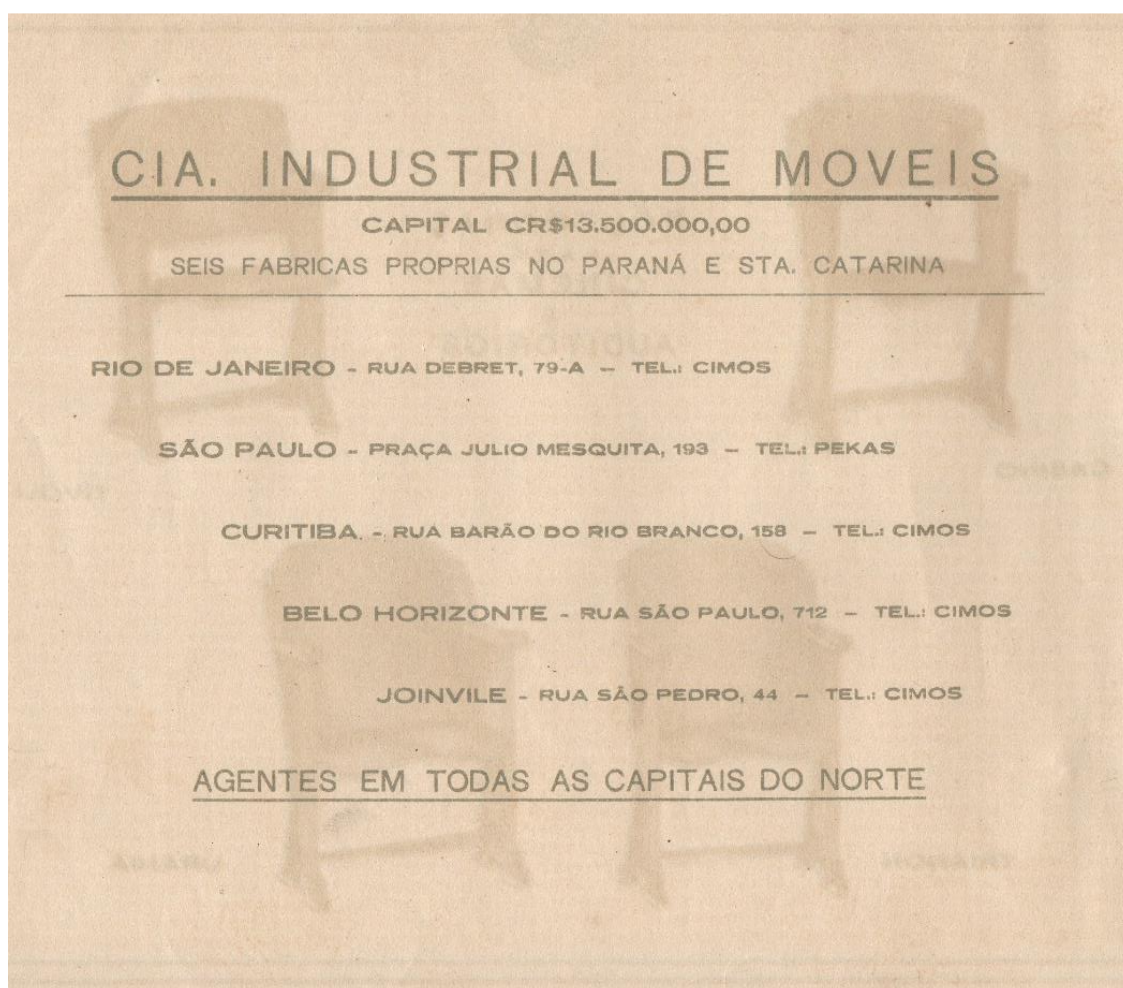 CIA. INDUSTRIAL DE MOVEIS
CAPITAL CR$13.500.000,00
SEIS FABRICAS PROPRIAS NO PARANÁ E STA. CATARINA
RIO DE JANEIRO - RUA DEBRET, 79-A - TEL.: CIMOS
SÃO PAULO - PRAÇA JULIO MESQUITA, 193 - TEL.: PEKAS
CURITIBA. - RUA BARÃO DO RIO BRANCO, 158 - TEL.: CIMOS
BELO HORIZONTE - RUA SÃO PAULO, 712 - TEL.: CIMOS
JOINVILE - RUA SÃO PEDRO, 44 - TEL.: CIMOS
AGENTES EM TODAS AS CAPITAIS DO NORTE